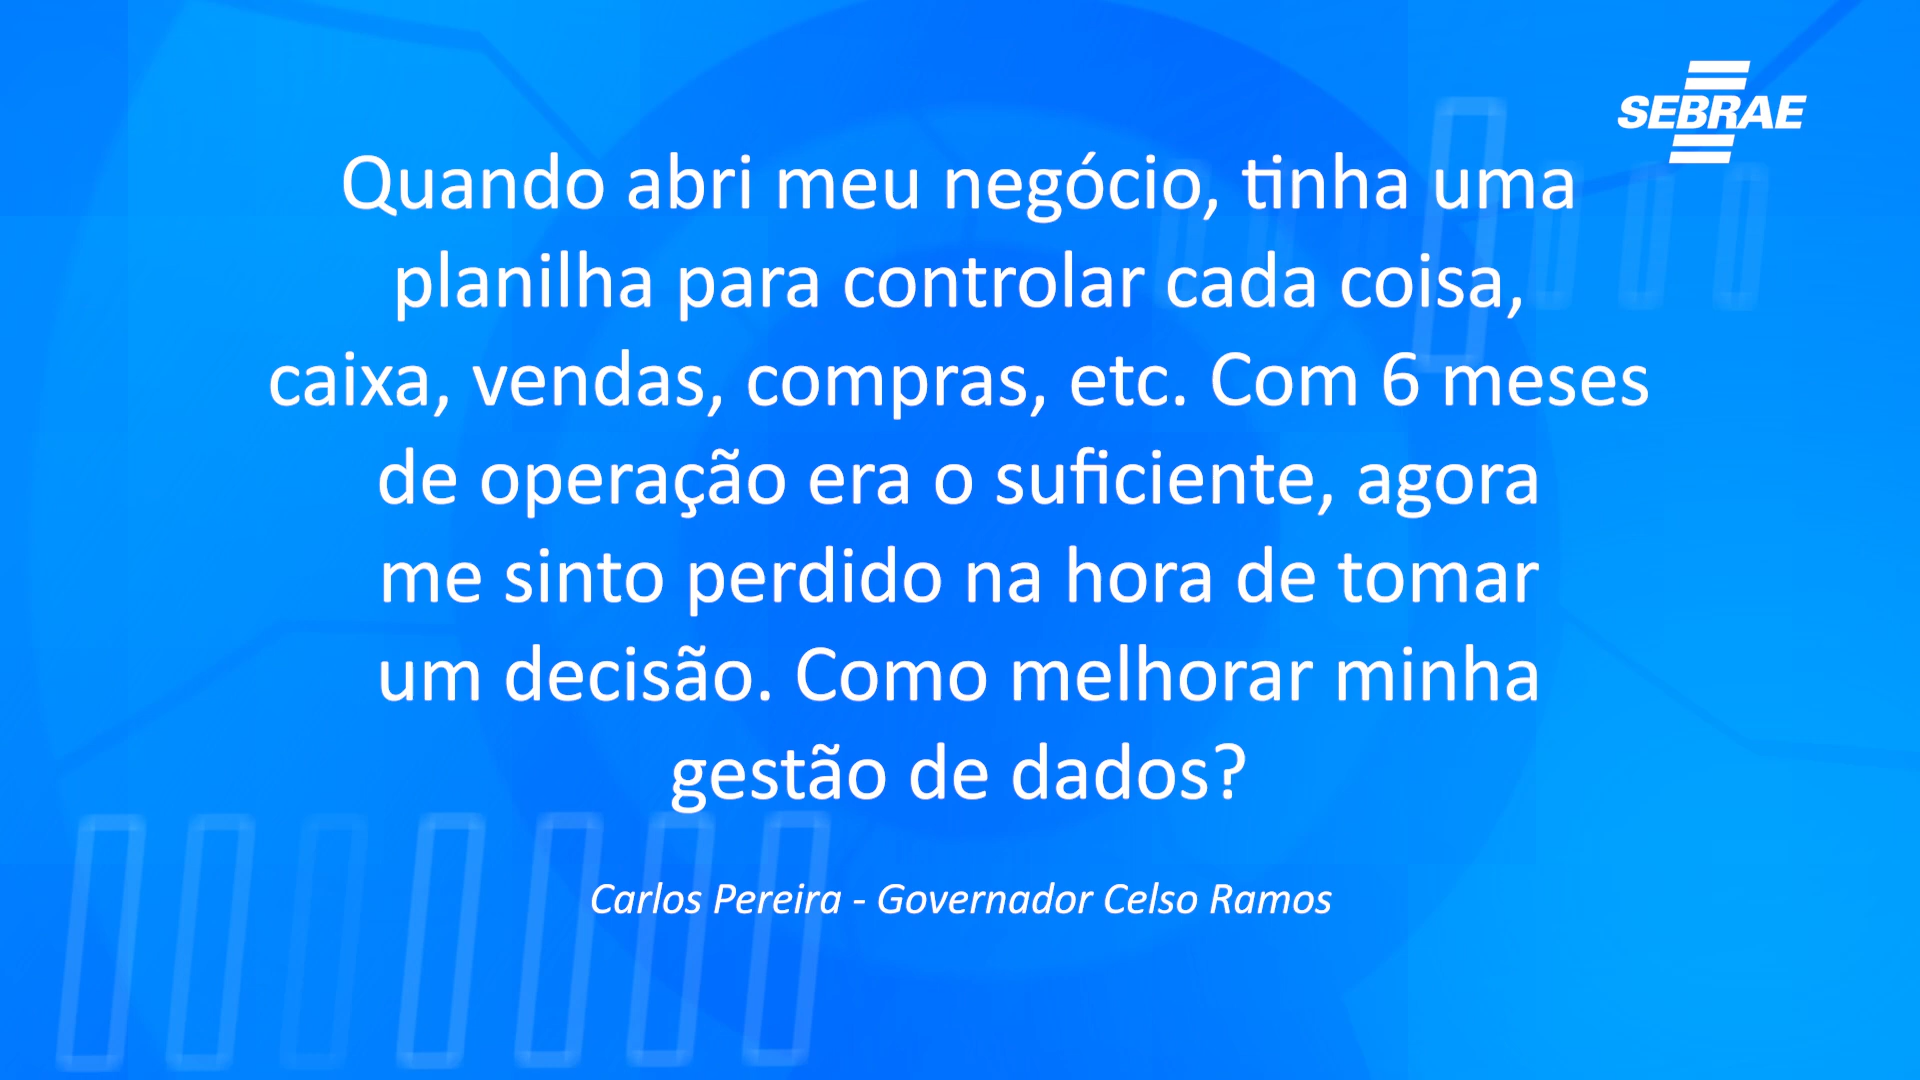 SEBRAE
Quando abri meu negócio, tinha uma
planilha para controlar cada coisa,
caixa, vendas, compras, etc. Com 6 meses
de operação era o suficiente, agora
me sinto perdido na hora de tomar
um decisão. Como melhorar minha
gestão de dados?
Carlos Pereira - Governador Celso Ramos